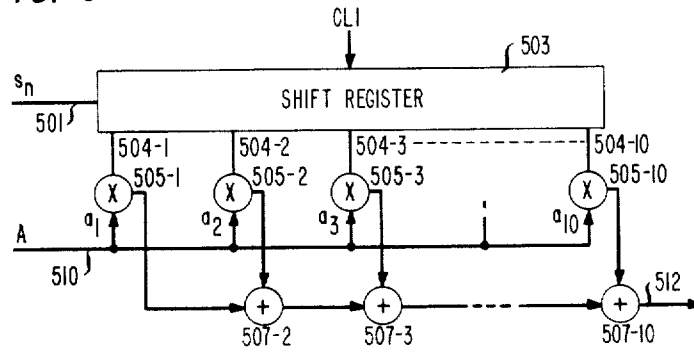 CLI
503
sn
SHIFT REGISTER
501
504-1 504-2 504-3 504-10
X 505-1 X 505-2 X 505-3 X 505-10
a1 a2 a3 a10
A
510
+ + + 512
507-2 507-3 507-10